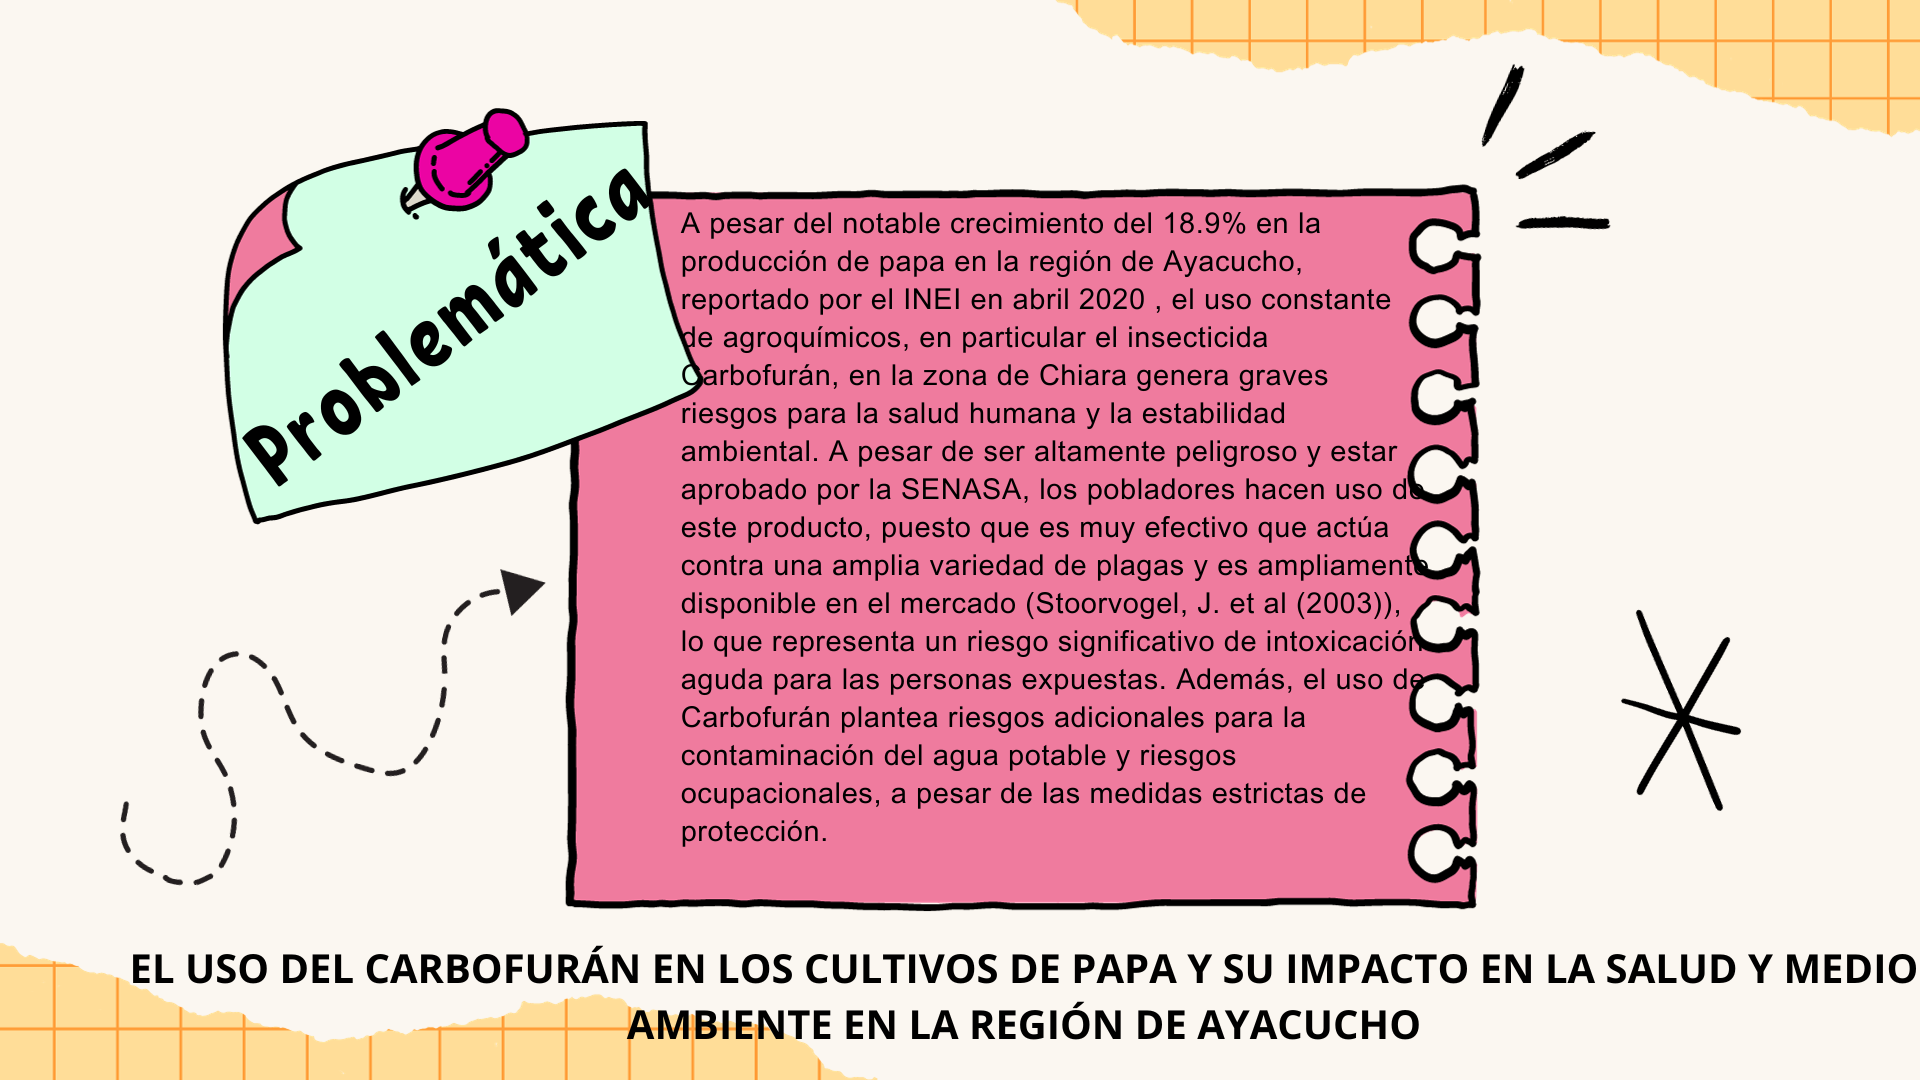 Problemática
A pesar del notable crecimiento del 18.9% en la
producción de papa en la región de Ayacucho,
reportado por el INEI en abril 2020 , el uso constante
de agroquímicos, en particular el insecticida
Carbofurán, en la zona de Chiara genera graves
riesgos para la salud humana y la estabilidad
ambiental. A pesar de ser altamente peligroso y estar
aprobado por la SENASA, los pobladores hacen uso de
este producto, puesto que es muy efectivo que actúa
contra una amplia variedad de plagas y es ampliamente
disponible en el mercado (Stoorvogel, J. et al (2003)),
lo que representa un riesgo significativo de intoxicación
aguda para las personas expuestas. Además, el uso de
Carbofurán plantea riesgos adicionales para la
contaminación del agua potable y riesgos
ocupacionales, a pesar de las medidas estrictas de
protección.
EL USO DEL CARBOFURÁN EN LOS CULTIVOS DE PAPA Y SU IMPACTO EN LA SALUD Y MEDIO
AMBIENTE EN LA REGIÓN DE AYACUCHO